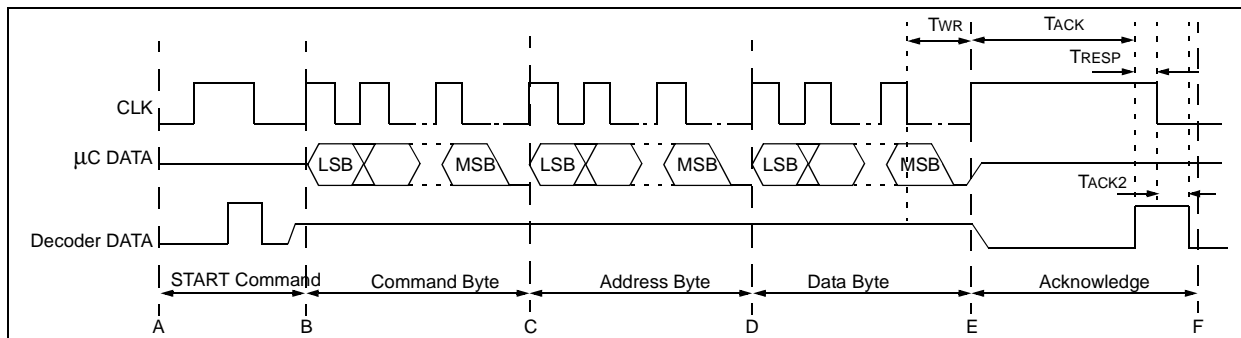 TWR
TACK
TRESP
CLK
μC DATA
LSB
MSB
LSB
MSB
LSB
MSB
TACK2
Decoder DATA
START Command
Command Byte
Address Byte
Data Byte
Acknowledge
A
B
C
D
E
F